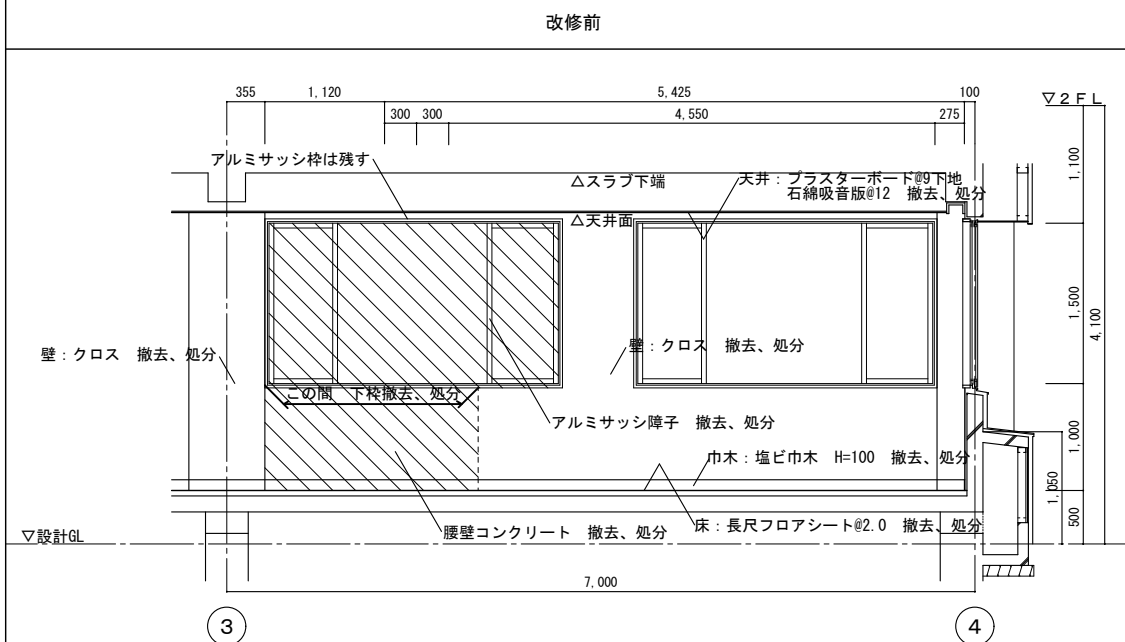 改修前
355
1,120
5,425
100
300
300
4,550
275
▽2FL
アルミサッシ枠は残す
△スラブ下端
天井：プラスターボード@9下地
石綿吸音版@12　撤去、処分
△天井面
1,100
1,500
4,100
壁：クロス　撤去、処分
壁：クロス　撤去、処分
この間　下枠撤去、処分
アルミサッシ障子　撤去、処分
巾木：塩ビ巾木　H=100　撤去、処分
1,000
1,050
500
▽設計GL
腰壁コンクリート　撤去、処分
床：長尺フロアシート@2.0　撤去、処分
7,000
3
4